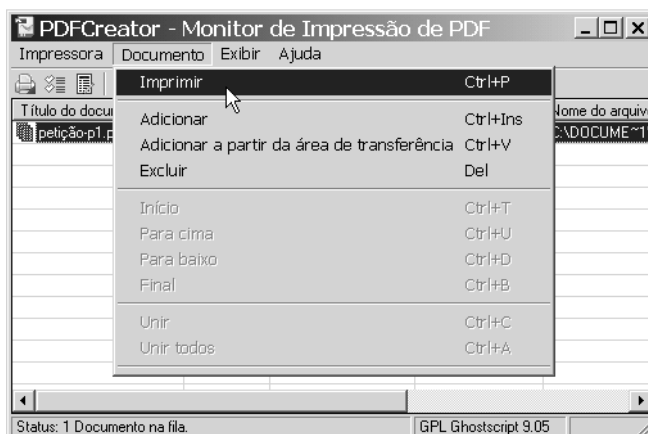 PDFCreator - Monitor de Impressão de PDF
Impressora Documento Exibir Ajuda
Imprimir Ctrl+P
Título do docu
Nome do arquiv
petição-p1.p
C:\DOCUME~1
Adicionar Ctrl+Ins
Adicionar a partir da área de transferência Ctrl+V
Excluir Del
Início Ctrl+T
Para cima Ctrl+U
Para baixo Ctrl+D
Final Ctrl+B
Unir Ctrl+C
Unir todos Ctrl+A
Status: 1 Documento na fila. GPL Ghostscript 9.05